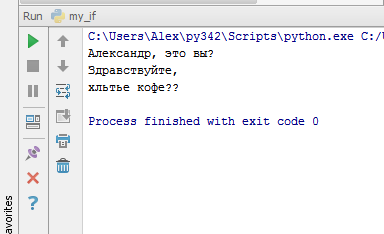 Run my_if
C:\Users\Alex\py342\Scripts\python.exe C:/U
Александр, это вы?
Здравствуйте,
хльтье кофе??
Process finished with exit code 0
avorites